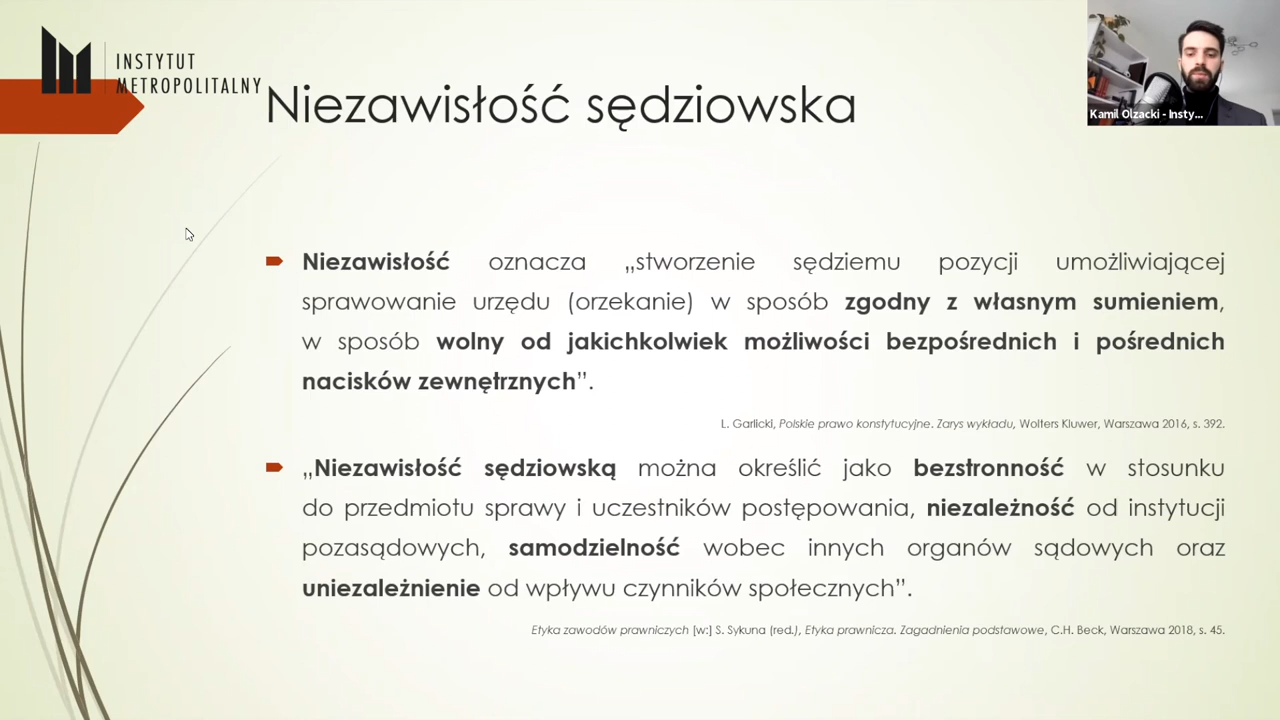 INSTYTUT
METROPOLITALNY
Niezawisłość sędziowska
Kamil Olzacki - Insty...
Niezawisłość oznacza „stworzenie sędziemu pozycji umożliwiającej
sprawowanie urzędu (orzekanie) w sposób zgodny z własnym sumieniem,
w sposób wolny od jakichkolwiek możliwości bezpośrednich i pośrednich
nacisków zewnętrznych”.
L. Garlicki, Polskie prawo konstytucyjne. Zarys wykładu, Wolters Kluwer, Warszawa 2016, s. 392.
„Niezawisłość sędziowską można określić jako bezstronność w stosunku
do przedmiotu sprawy i uczestników postępowania, niezależność od instytucji
pozasądowych, samodzielność wobec innych organów sądowych oraz
uniezależnienie od wpływu czynników społecznych”.
Etyka zawodów prawniczych [w:] S. Sykuna (red.), Etyka prawnicza. Zagadnienia podstawowe, C.H. Beck, Warszawa 2018, s. 45.